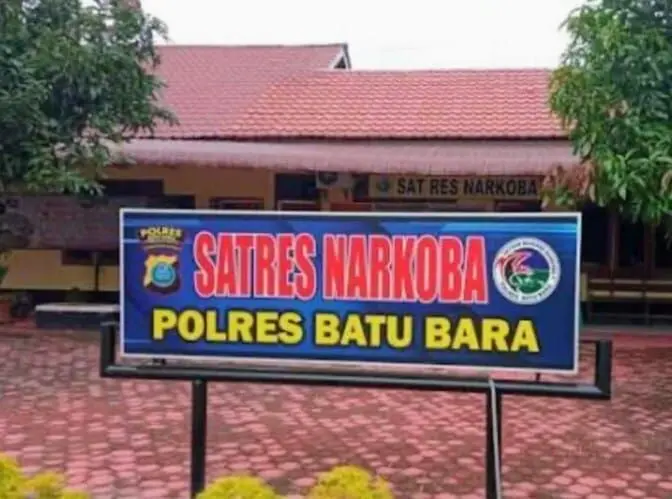 SAT RES NARKOBA
POLRES
SATRES NARKOBA
POLRES BATU BARA